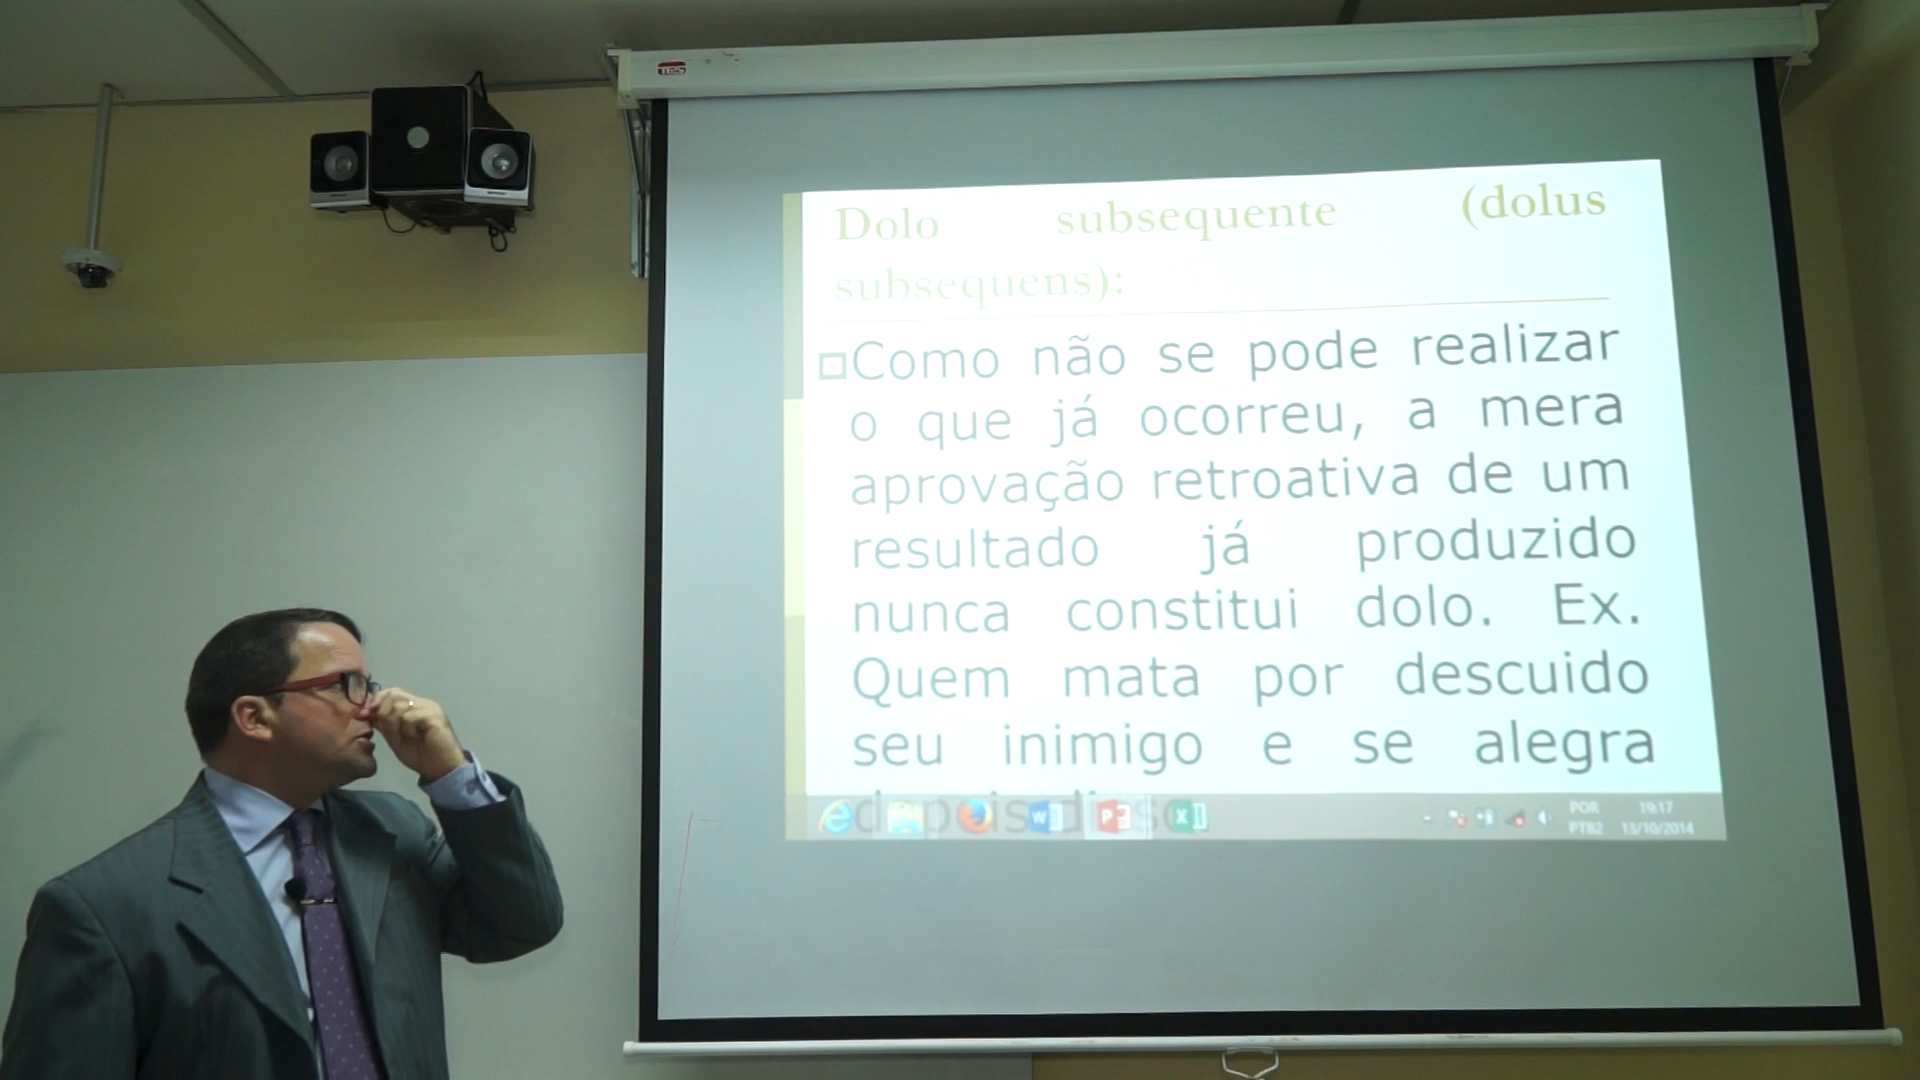 Dolo subsequente (dolus
subsequens):
Como não se pode realizar
o que já ocorreu, a mera
aprovação retroativa de um
resultado já produzido
nunca constitui dolo. Ex.
Quem mata por descuido
seu inimigo e se alegra
depois disso
POR 19:17
PTB2 13/10/2014